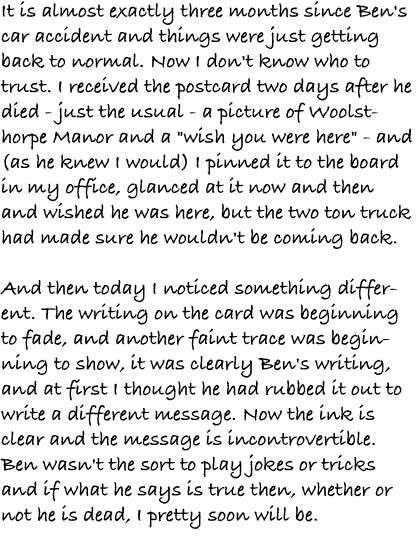 It is almost exactly three months since Ben's
car accident and things were just getting
back to normal. Now I don't know who to
trust. I received the postcard two days after he
died - just the usual - a picture of Woolst-
horpe Manor and a "wish you were here" - and
(as he knew I would) I pinned it to the board
in my office, glanced at it now and then
and wished he was here, but the two ton truck
had made sure he wouldn't be coming back.

And then today I noticed something differ-
ent. The writing on the card was beginning
to fade, and another faint trace was begin-
ning to show, it was clearly Ben's writing,
and at first I thought he had rubbed it out to
write a different message. Now the ink is
clear and the message is incontrovertible.
Ben wasn't the sort to play jokes or tricks
and if what he says is true then, whether or
not he is dead, I pretty soon will be.